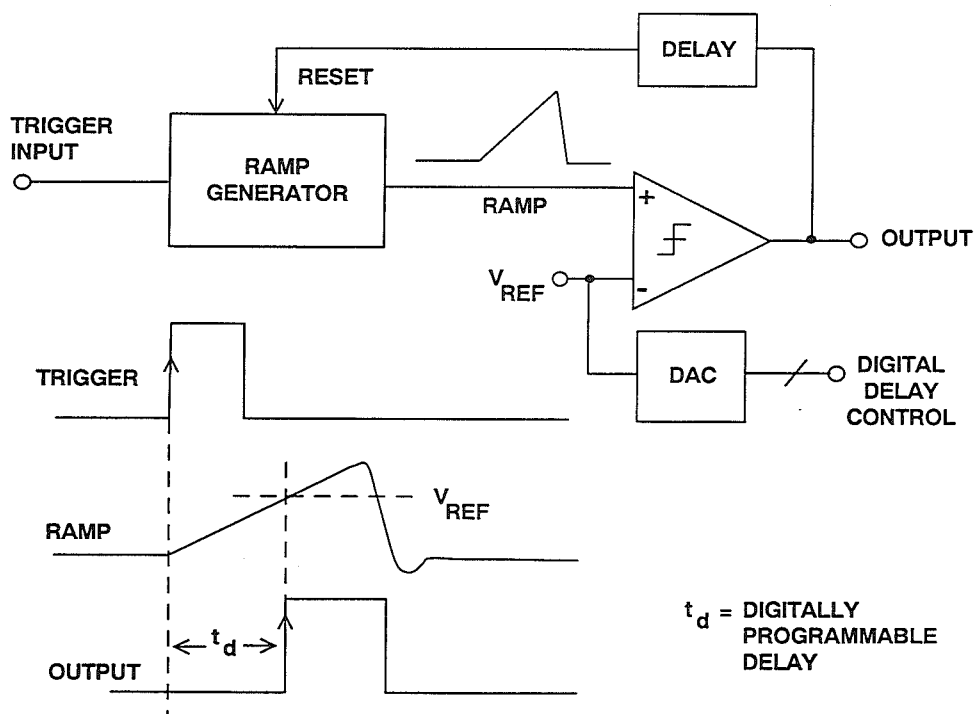 DELAY
RESET
TRIGGER
INPUT
RAMP
GENERATOR
RAMP
+
-
OUTPUT
V REF
DAC
DIGITAL
DELAY
CONTROL
TRIGGER
V REF
RAMP
t d
OUTPUT
t d = DIGITALLY
PROGRAMMABLE
DELAY